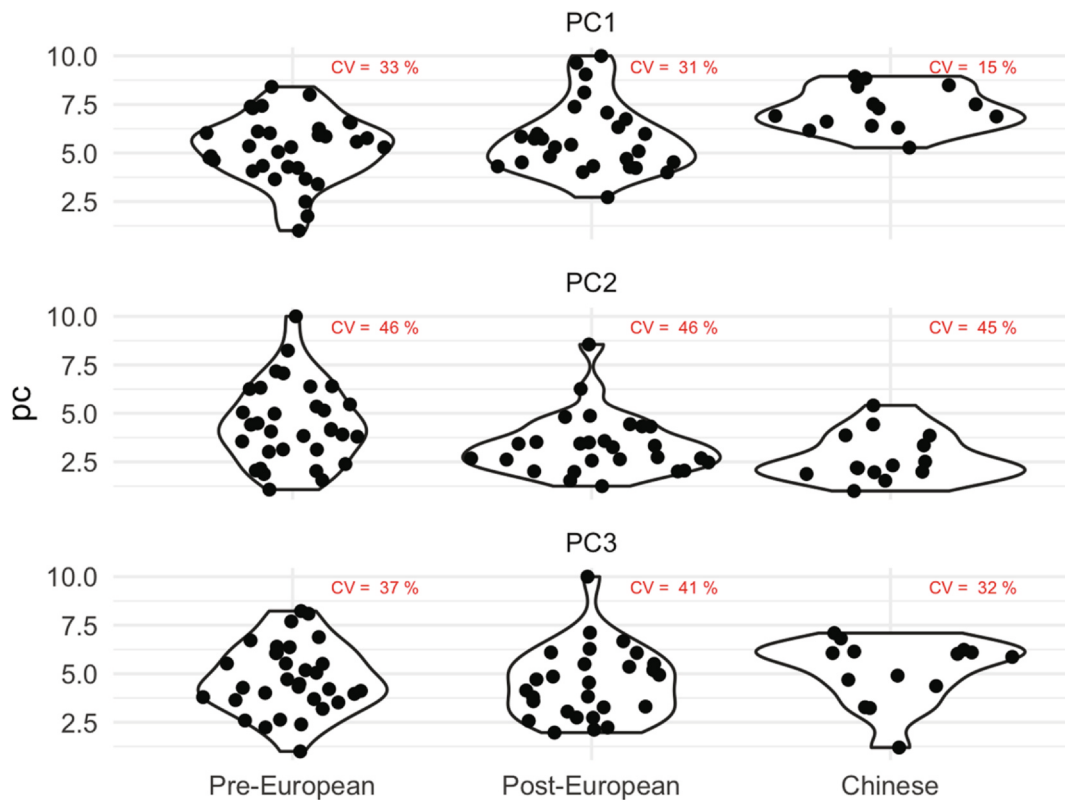 PC1
10.0
CV = 33 %
CV = 31 %
CV = 15 %
7.5
5.0
2.5
PC2
10.0
CV = 46 %
CV = 46 %
CV = 45 %
7.5
5.0
2.5
pc
PC3
10.0
CV = 37 %
CV = 41 %
CV = 32 %
7.5
5.0
2.5
Pre-European
Post-European
Chinese